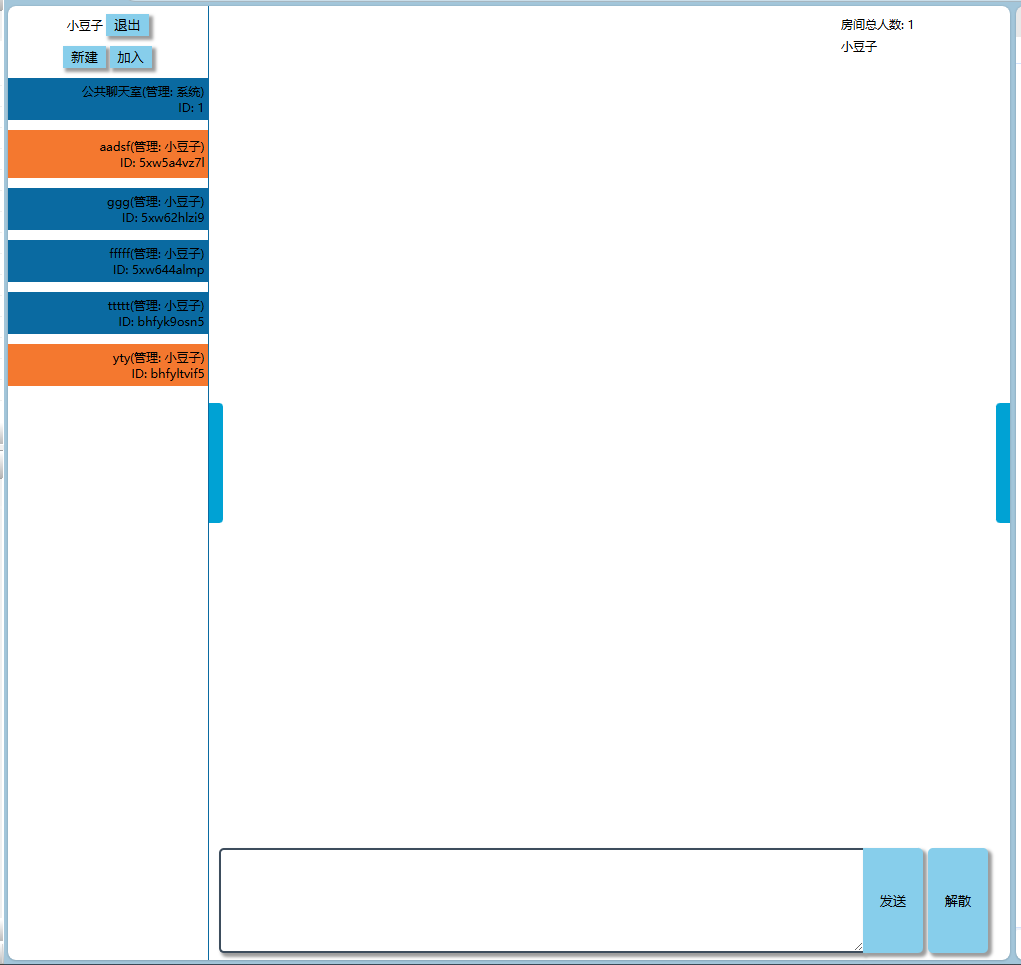 小豆子 退出
新建 加入
公共聊天室(管理: 系统)
ID: 1
aadsf(管理: 小豆子)
ID: 5xw5a4vz7l
ggg(管理: 小豆子)
ID: 5xw62hlzi9
fffff(管理: 小豆子)
ID: 5xw644almp
ttttt(管理: 小豆子)
ID: bhfyk9osn5
yty(管理: 小豆子)
ID: bhfyltvif5
房间总人数: 1
小豆子
发送 解散